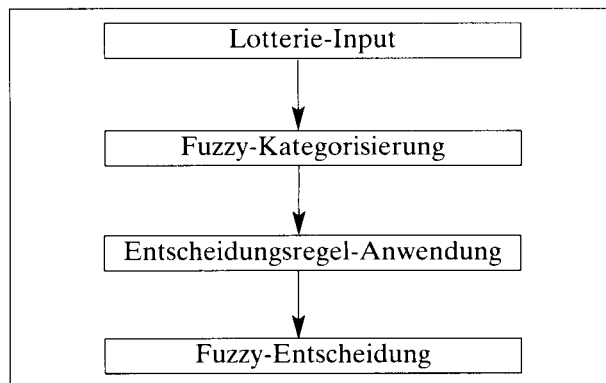 Lotterie-Input
Fuzzy-Kategorisierung
Entscheidungsregel-Anwendung
Fuzzy-Entscheidung